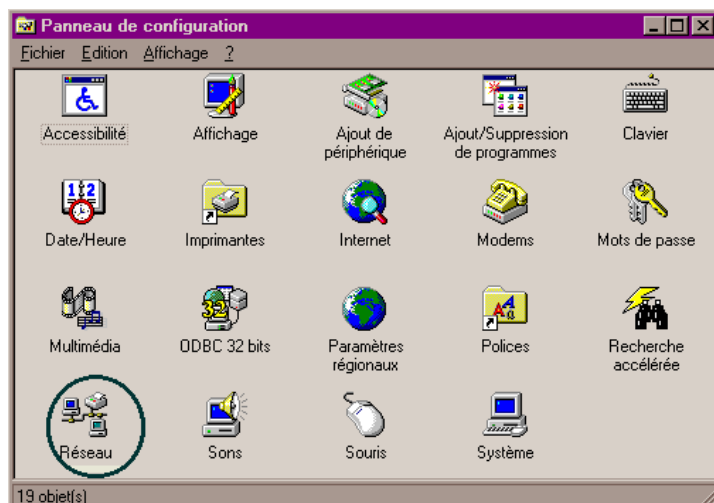 Panneau de configuration
Fichier Edition Affichage ?
Accessibilité
Affichage
Ajout de
périphérique
Ajout/Suppression
de programmes
Clavier
Date/Heure
Imprimantes
Internet
Modems
Mots de passe
Multimédia
ODBC 32 bits
Paramètres
régionaux
Polices
Recherche
accélérée
Réseau
Sons
Souris
Système
19 objet(s)